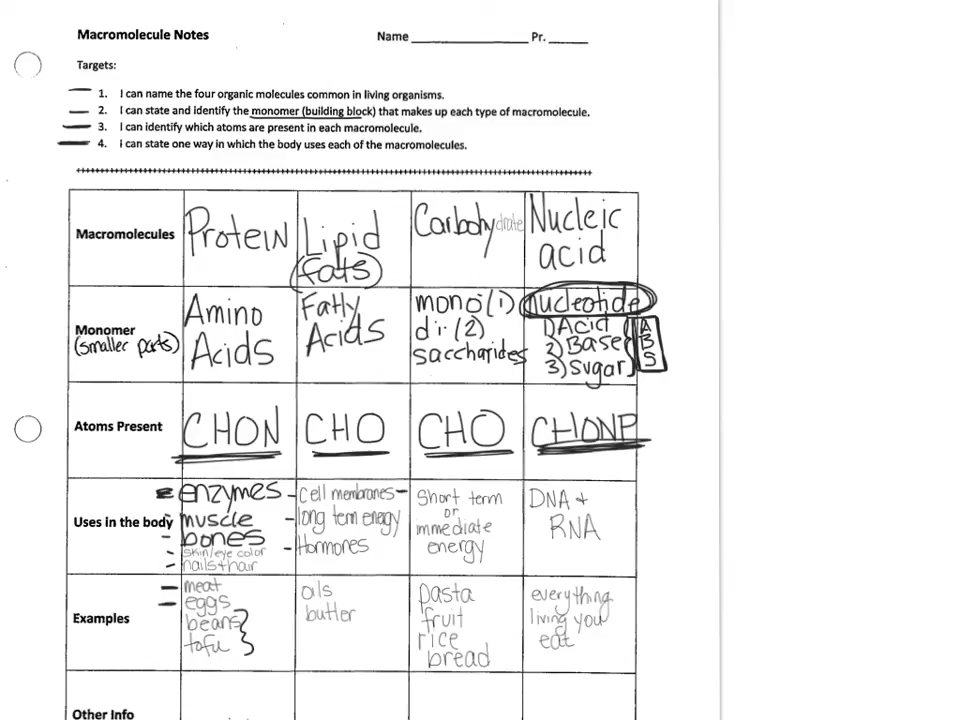 Macromolecule Notes
Name ____________________ Pr. ______
Targets:
1. I can name the four organic molecules common in living organisms.
2. I can state and identify the monomer (building block) that makes up each type of macromolecule.
3. I can identify which atoms are present in each macromolecule.
4. I can state one way in which the body uses each of the macromolecules.
Macromolecules
Protein
Lipid
(fats)
Carbohydrate
Nucleic
acid
Monomer
(smaller parts)
Amino
Acids
Fatty
Acids
mono (1)
di (2)
saccharides
nucleotide
1) Acid
2) Base
3) Sugar
A
B
S
Atoms Present
CHON
CHO
CHO
CHONP
Uses in the body
- enzymes
- muscle
- bones
- skin/eye color
- nails + hair
- Cell membranes -
- long term energy
- Hormones
Short term
or
immediate
energy
DNA +
RNA
Examples
- meat
- eggs
beans
tofu
oils
butter
pasta
fruit
rice
bread
everything
living you
eat
Other Info